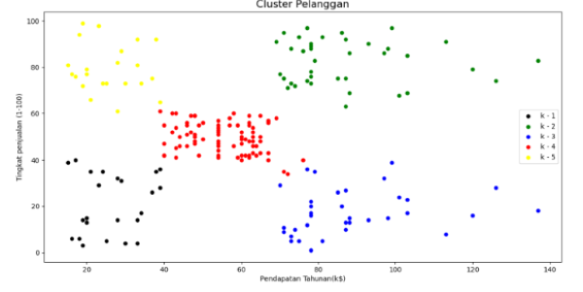 Cluster Pelanggan
Tingkat penjualan (1-100)
100
80
60
40
20
0
k - 1
k - 2
k - 3
k - 4
k - 5
20 40 60 80 100 120 140
Pendapatan Tahunan(k$)